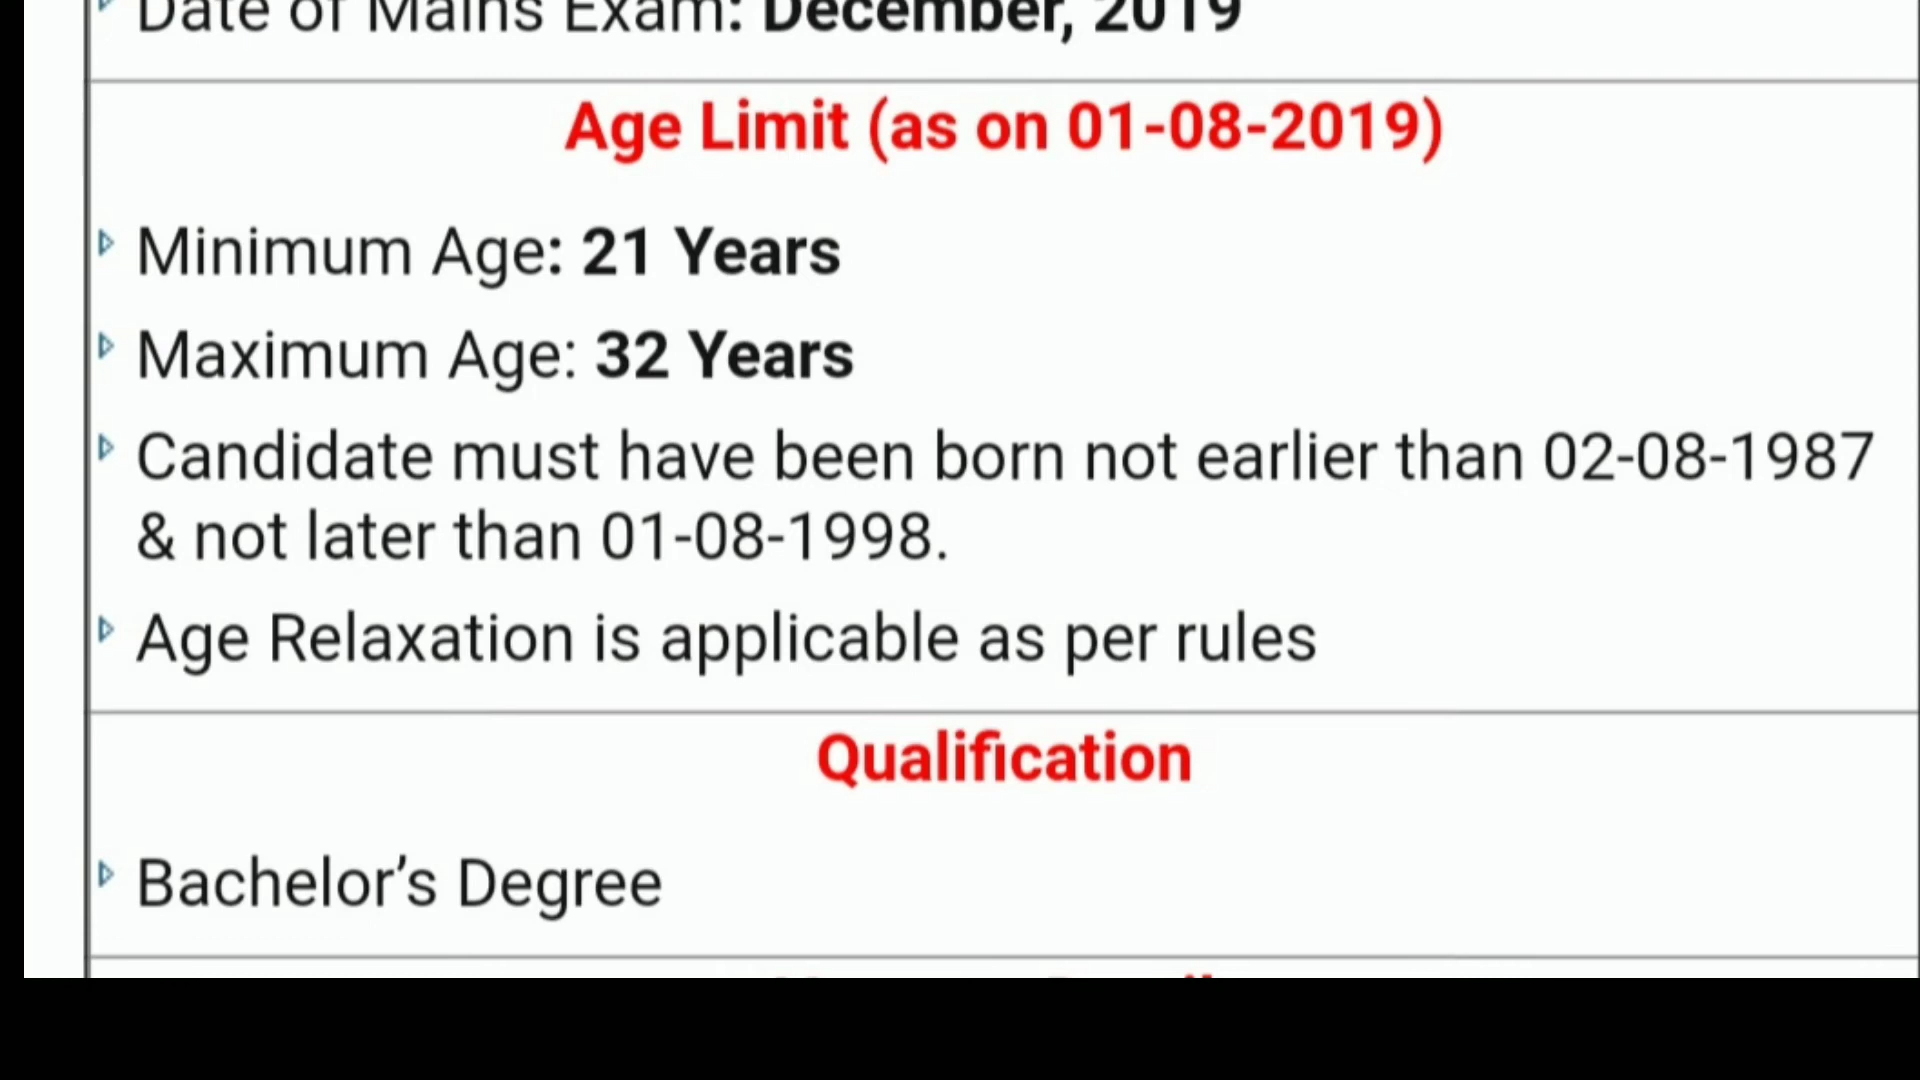 Date of Mains Exam: December, 2019
Age Limit (as on 01-08-2019)
Minimum Age: 21 Years
Maximum Age: 32 Years
Candidate must have been born not earlier than 02-08-1987
& not later than 01-08-1998.
Age Relaxation is applicable as per rules
Qualification
Bachelor’s Degree